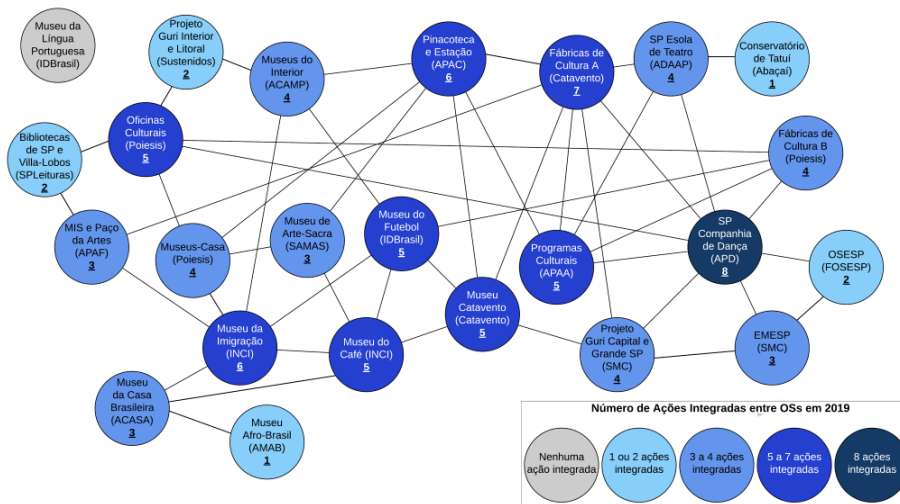 Museu da
Língua
Portuguesa
(IDBrasil)
Projeto
Guri Interior
e Litoral
(Sustenidos)
2
Museus do
Interior
(ACAMP)
4
Pinacoteca
e Estação
(APAC)
6
Fábricas de
Cultura A
(Catavento)
7
SP Esola
de Teatro
(ADAAP)
4
Conservatório
de Tatuí
(Abaçaí)
1
Oficinas
Culturais
(Poiesis)
5
Bibliotecas
de SP e
Villa-Lobos
(SPLeituras)
2
Fábricas de
Cultura B
(Poiesis)
4
MIS e Paço
da Artes
(APAF)
3
Museus-Casa
(Poiesis)
4
Museu de
Arte-Sacra
(SAMAS)
3
Museu do
Futebol
(IDBrasil)
5
Programas
Culturais
(APAA)
5
SP
Companhia
de Dança
(APD)
8
OSESP
(FOSESP)
2
Museu da
Imigração
(INCI)
6
Museu do
Café (INCI)
5
Museu
Catavento
(Catavento)
5
Projeto
Guri Capital e
Grande SP
(SMC)
4
EMESP
(SMC)
3
Museu
da Casa
Brasileira
(ACASA)
3
Museu
Afro-Brasil
(AMAB)
1
Número de Ações Integradas entre OSs em 2019
Nenhuma
ação integrada
1 ou 2 ações
integradas
3 a 4 ações
integradas
5 a 7 ações
integradas
8 ações
integradas